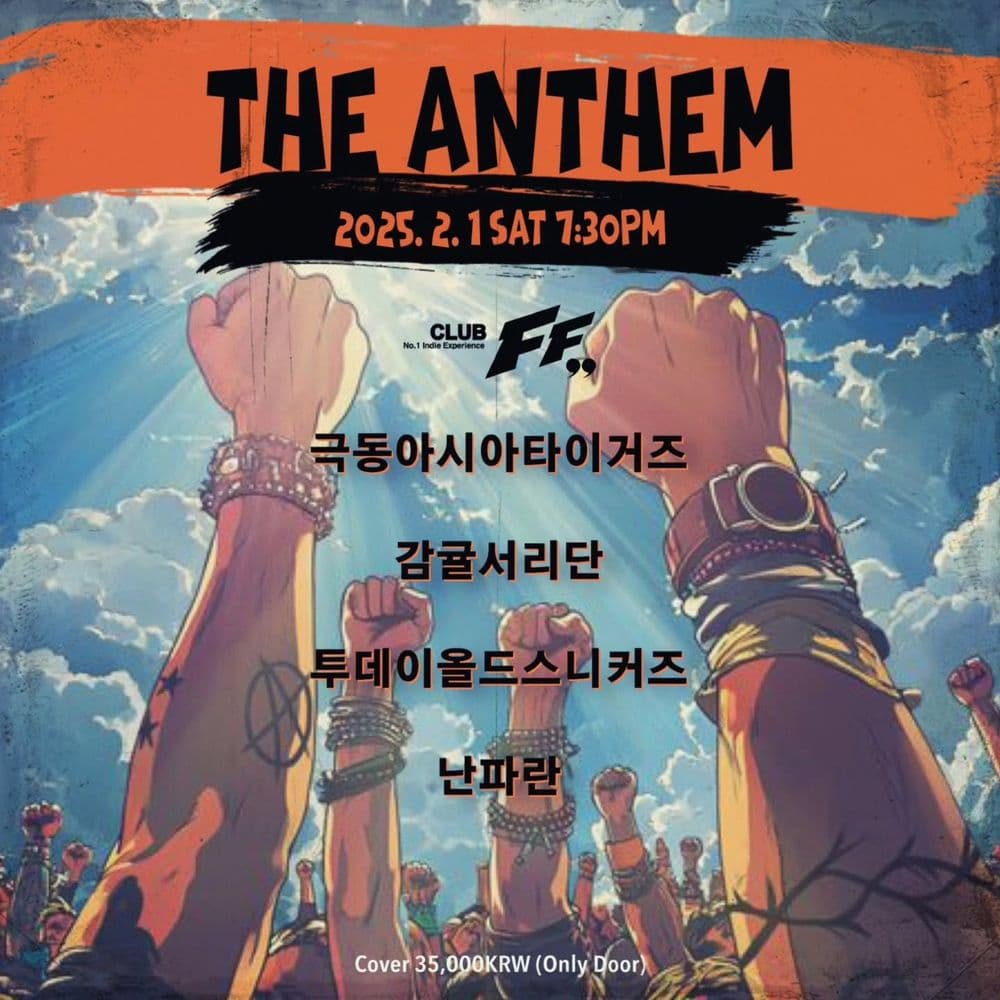 THE ANTHEM
2025. 2. 1 SAT 7:30PM
CLUB FF,,
No.1 Indie Experience
극동아시아타이거즈
감귤서리단
투데이올드스니커즈
난파란
Cover 35,000KRW (Only Door)